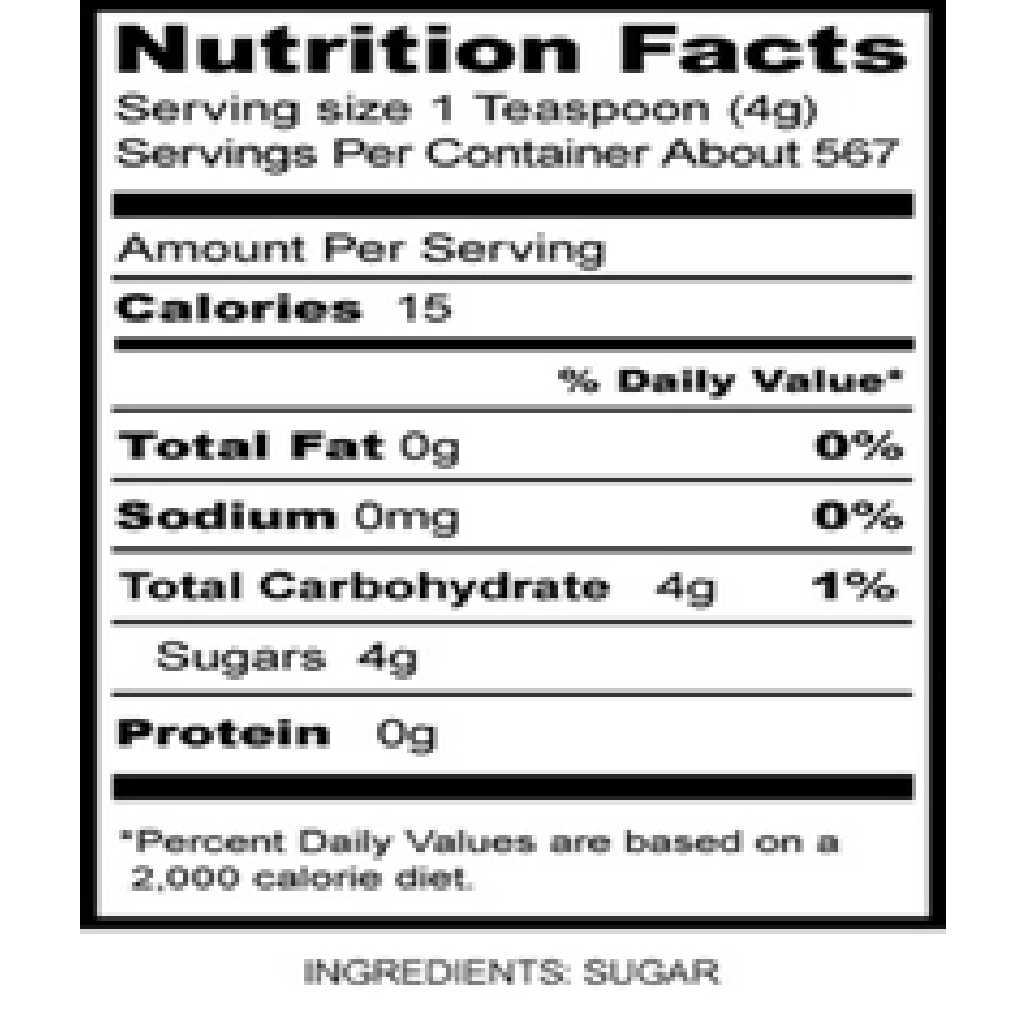 Nutrition Facts
Serving size 1 Teaspoon (4g)
Servings Per Container About 567
Amount Per Serving
Calories 15
% Daily Value*
Total Fat 0g 0%
Sodium 0mg 0%
Total Carbohydrate 4g 1%
Sugars 4g
Protein 0g
*Percent Daily Values are based on a
2,000 calorie diet.
INGREDIENTS: SUGAR